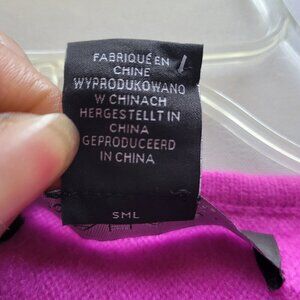 FABRIQUÉ EN
CHINE
WYPRODUKOWANO
W CHINACH
HERGESTELLT IN
CHINA
GEPRODUCEERD
IN CHINA
SML